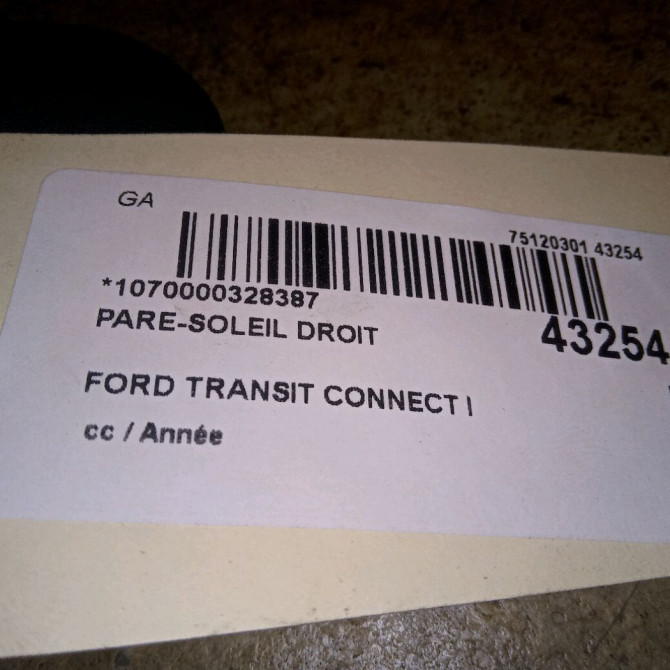 GA
75120301 43254
*1070000328387
43254
PARE-SOLEIL DROIT
FORD TRANSIT CONNECT I
cc / Année